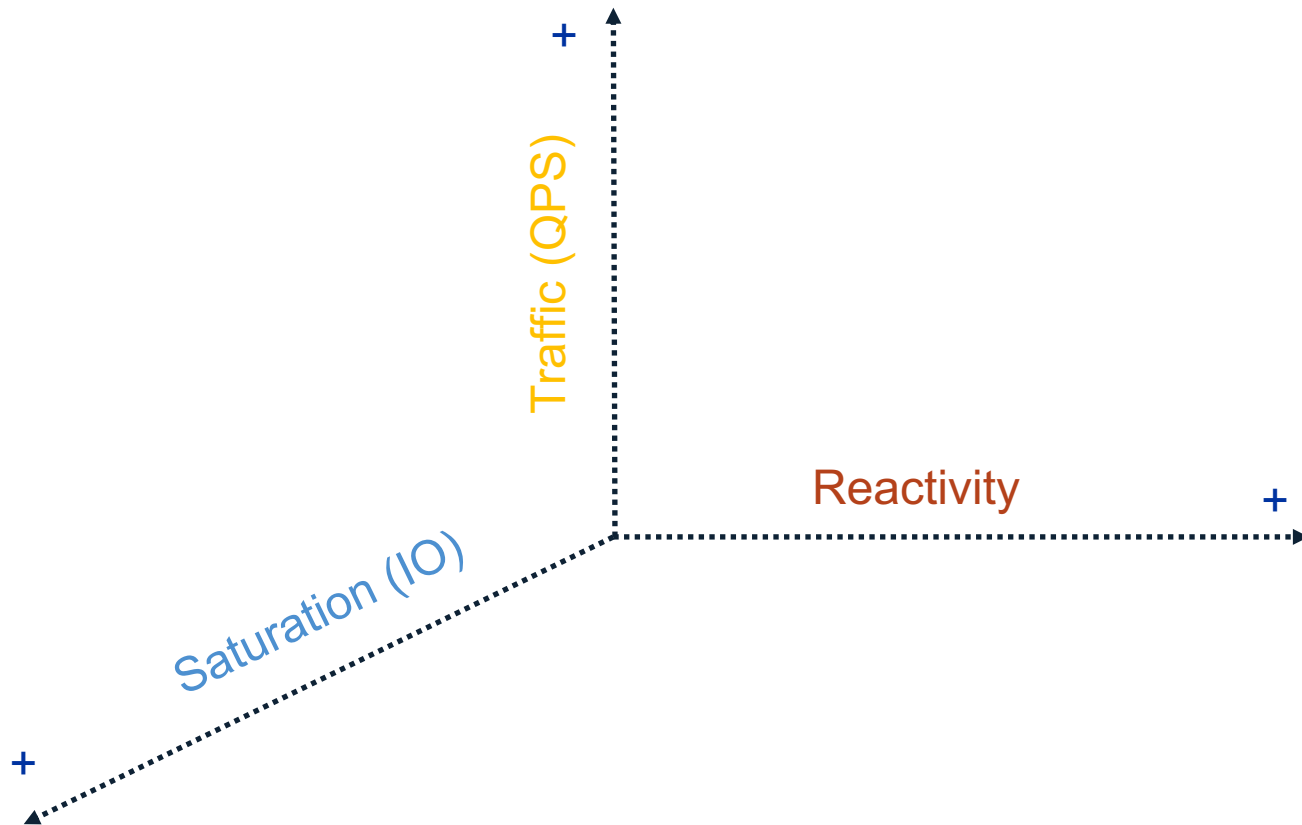 +
Traffic (QPS)
Reactivity
+
Saturation (IO)
+